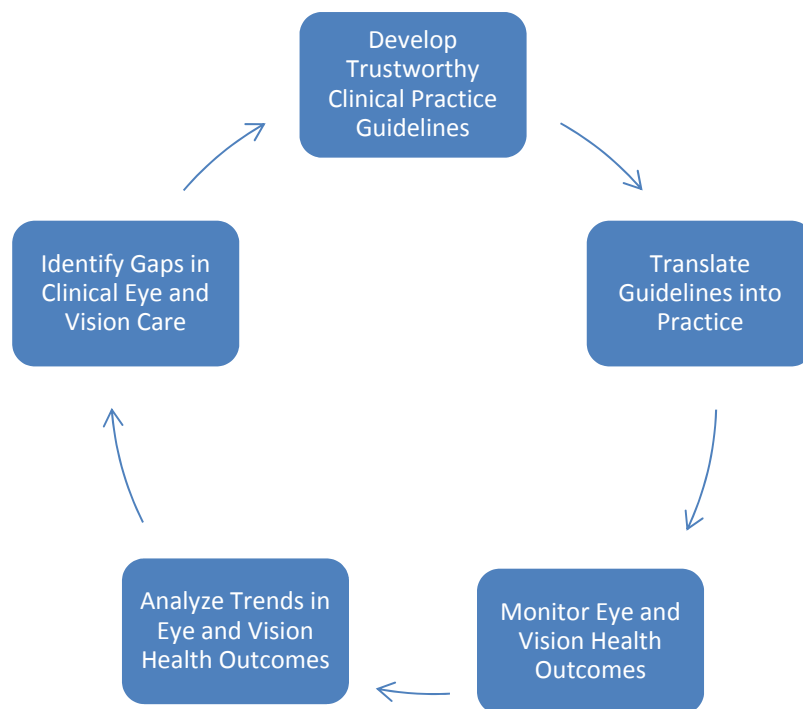 Develop
Trustworthy
Clinical Practice
Guidelines
Translate
Guidelines into
Practice
Monitor Eye and
Vision Health
Outcomes
Analyze Trends in
Eye and Vision
Health Outcomes
Identify Gaps in
Clinical Eye and
Vision Care